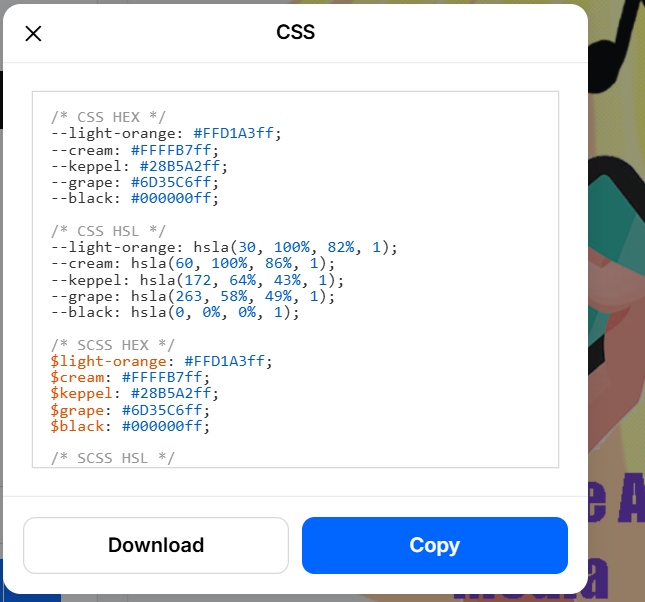 CSS
/* CSS HEX */
--light-orange: #FFD1A3ff;
--cream: #FFFFB7ff;
--keppel: #28B5A2ff;
--grape: #6D35C6ff;
--black: #000000ff;
/* CSS HSL */
--light-orange: hsla(30, 100%, 82%, 1);
--cream: hsla(60, 100%, 86%, 1);
--keppel: hsla(172, 64%, 43%, 1);
--grape: hsla(263, 58%, 49%, 1);
--black: hsla(0, 0%, 0%, 1);
/* SCSS HEX */
$light-orange: #FFD1A3ff;
$cream: #FFFFB7ff;
$keppel: #28B5A2ff;
$grape: #6D35C6ff;
$black: #000000ff;
/* SCSS HSL */
Download
Copy